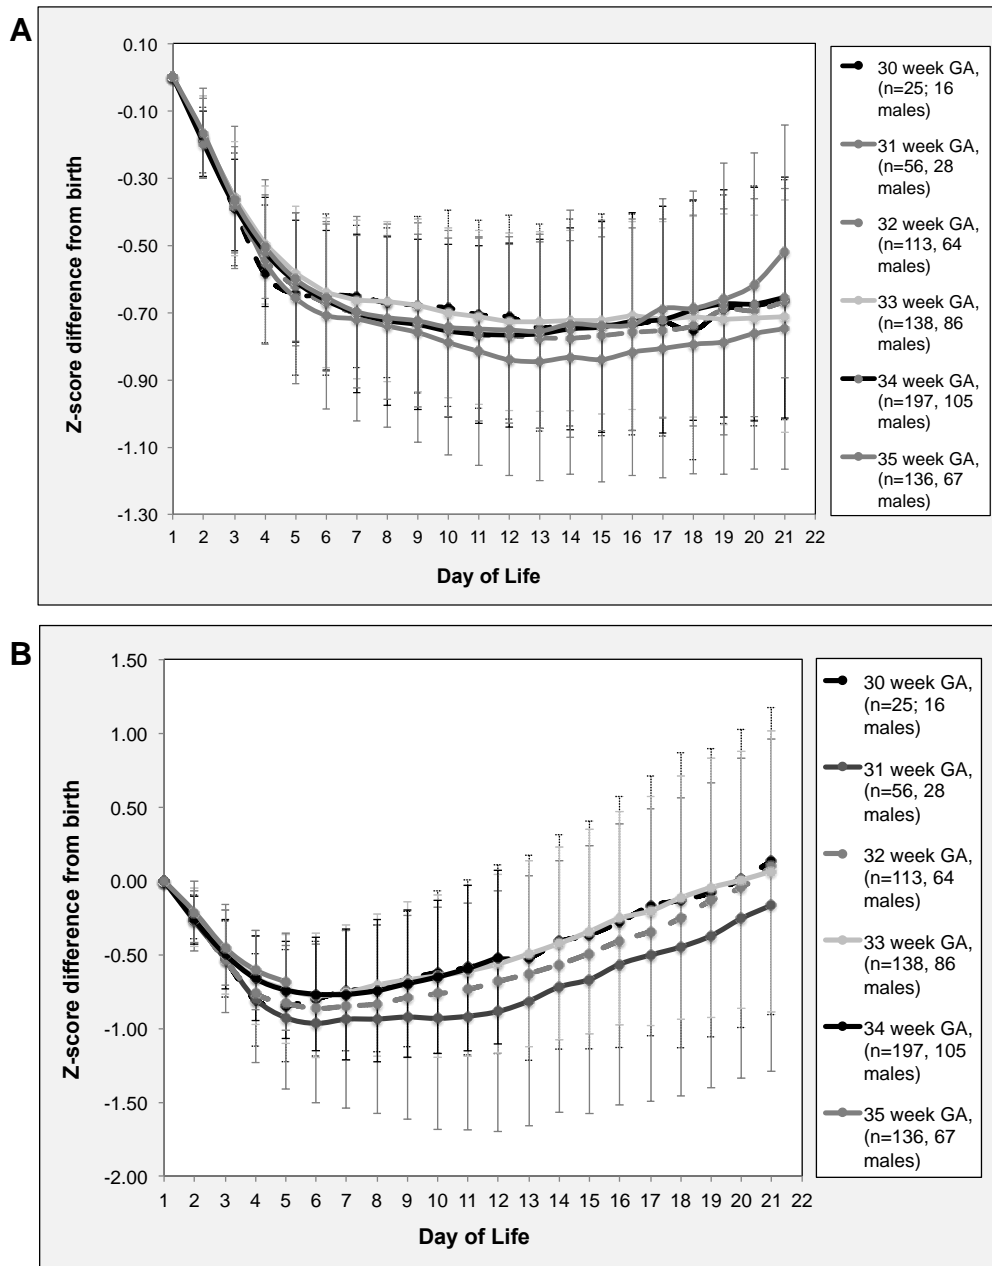 A
0.10
-0.10
-0.30
-0.50
-0.70
-0.90
-1.10
-1.30
Z-score difference from birth
1 2 3 4 5 6 7 8 9 10 11 12 13 14 15 16 17 18 19 20 21 22
Day of Life
30 week GA,
(n=25; 16
males)
31 week GA,
(n=56, 28
males)
32 week GA,
(n=113, 64
males)
33 week GA,
(n=138, 86
males)
34 week GA,
(n=197, 105
males)
35 week GA,
(n=136, 67
males)
B
1.50
1.00
0.50
0.00
-0.50
-1.00
-1.50
-2.00
Z-score difference from birth
1 2 3 4 5 6 7 8 9 10 11 12 13 14 15 16 17 18 19 20 21 22
Day of Life
30 week GA,
(n=25; 16
males)
31 week GA,
(n=56, 28
males)
32 week GA,
(n=113, 64
males)
33 week GA,
(n=138, 86
males)
34 week GA,
(n=197, 105
males)
35 week GA,
(n=136, 67
males)